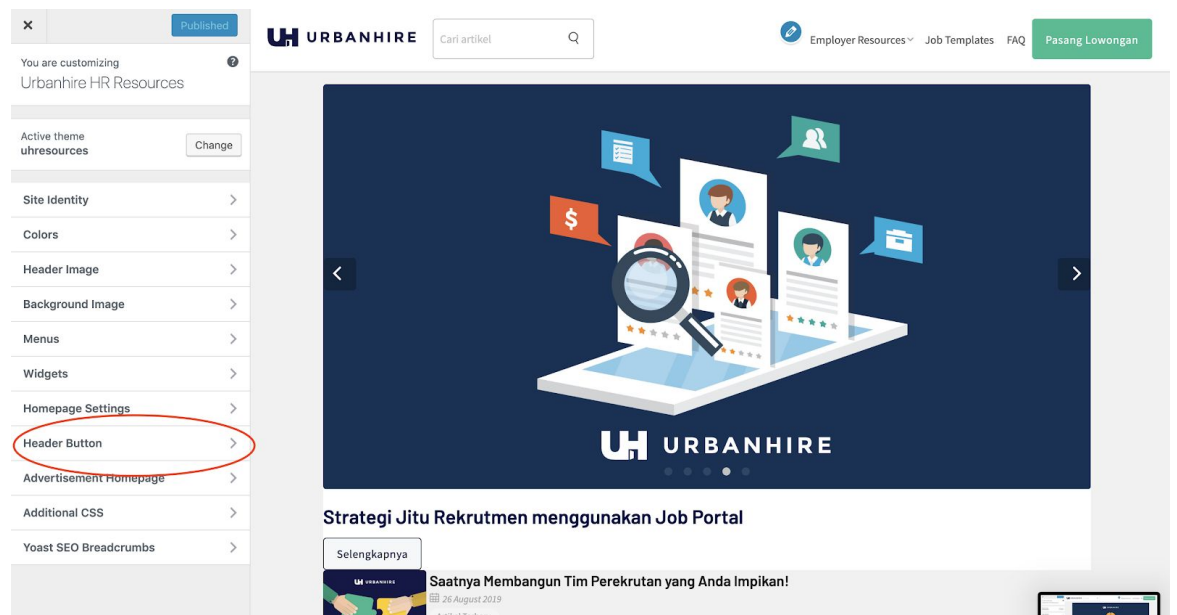 Published
You are customizing
Urbanhire HR Resources
Active theme
uhresources
Change
Site Identity
Colors
Header Image
Background Image
Menus
Widgets
Homepage Settings
Header Button
Advertisement Homepage
Additional CSS
Yoast SEO Breadcrumbs
URBANHIRE
Cari artikel
Employer Resources
Job Templates
FAQ
Pasang Lowongan
$
URBANHIRE
Strategi Jitu Rekrutmen menggunakan Job Portal
Selengkapnya
URBANHIRE
Saatnya Membangun Tim Perekrutan yang Anda Impikan!
26 August 2019